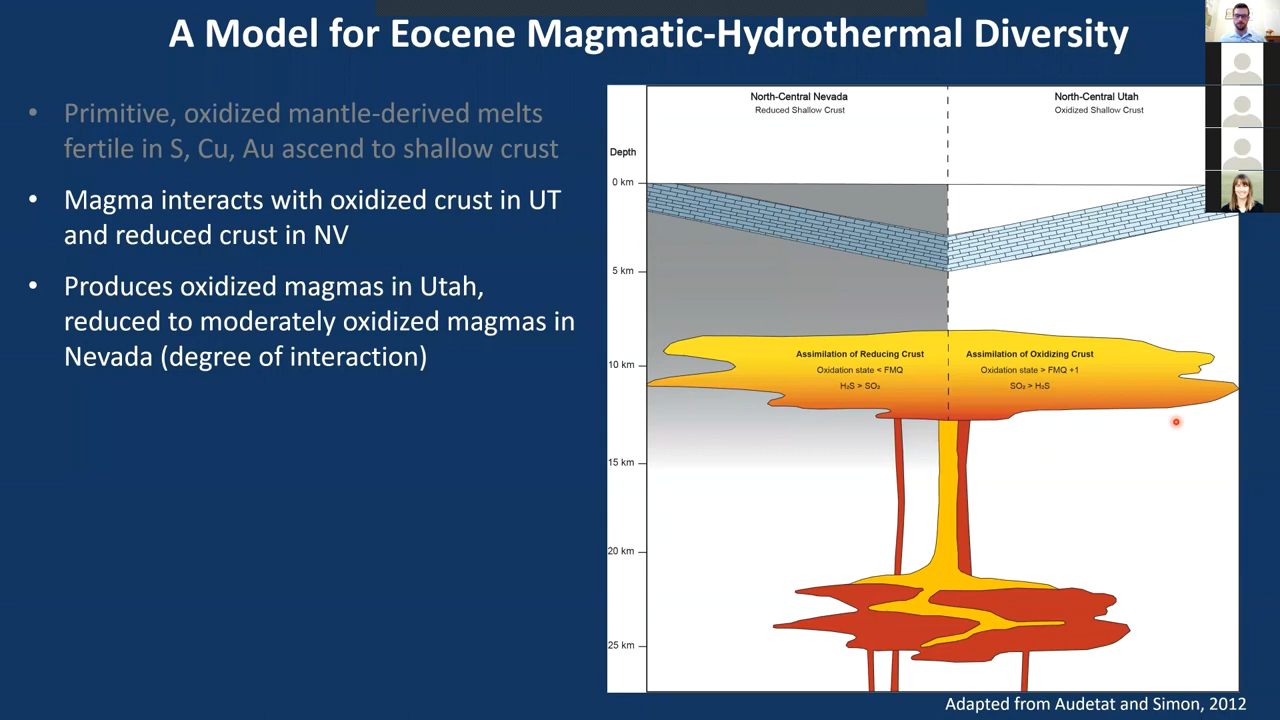 A Model for Eocene Magmatic-Hydrothermal Diversity
• Primitive, oxidized mantle-derived melts
fertile in S, Cu, Au ascend to shallow crust
• Magma interacts with oxidized crust in UT
and reduced crust in NV
• Produces oxidized magmas in Utah,
reduced to moderately oxidized magmas in
Nevada (degree of interaction)
North-Central Nevada
Reduced Shallow Crust
North-Central Utah
Oxidized Shallow Crust
Depth
0 km
5 km
10 km
15 km
20 km
25 km
Assimilation of Reducing Crust
Oxidation state < FMQ
H₂S > SO₂
Assimilation of Oxidizing Crust
Oxidation state > FMQ +1
SO₂ > H₂S
Adapted from Audetat and Simon, 2012